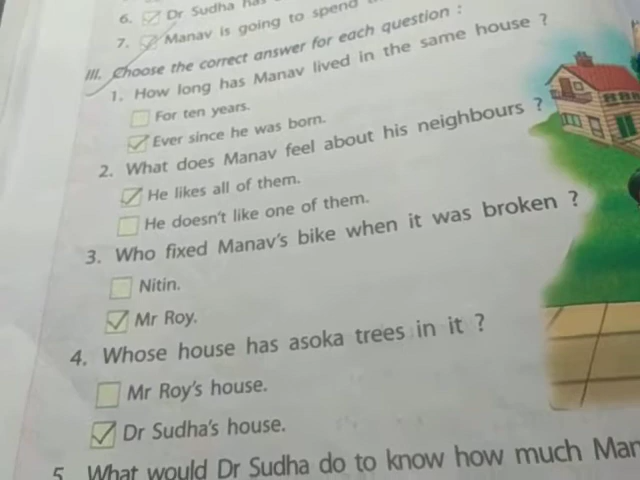 6. Dr Sudha has
7. Manav is going to spend
III. Choose the correct answer for each question :
1. How long has Manav lived in the same house ?
For ten years.
Ever since he was born.
2. What does Manav feel about his neighbours ?
He likes all of them.
He doesn't like one of them.
3. Who fixed Manav's bike when it was broken ?
Nitin.
Mr Roy.
4. Whose house has asoka trees in it ?
Mr Roy's house.
Dr Sudha's house.
5. What would Dr Sudha do to know how much